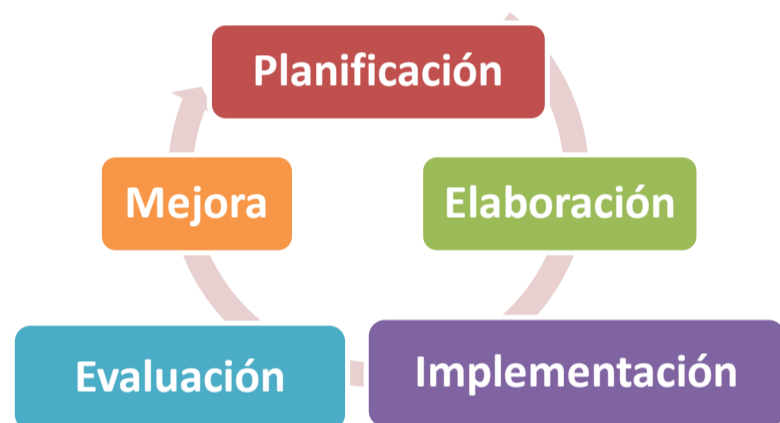 Planificación
Mejora
Elaboración
Evaluación
Implementación